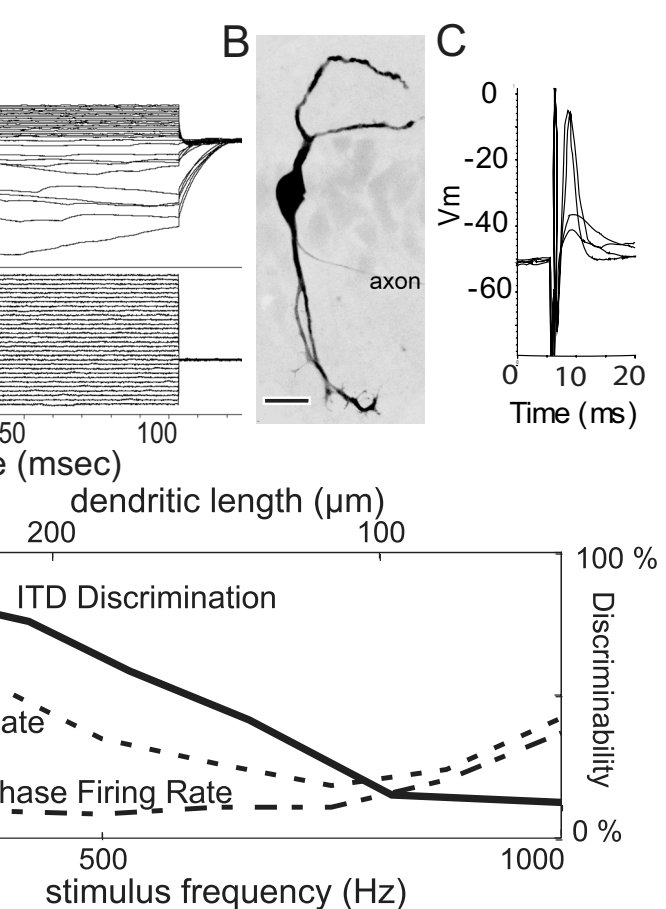 B
C
0
-20
-40
-60
Vm
axon
0 10 20
Time (ms)
50 100
e (msec)
dendritic length (µm)
200 100
100 %
ITD Discrimination
Discriminability
ate
hase Firing Rate
0 %
500 1000
stimulus frequency (Hz)